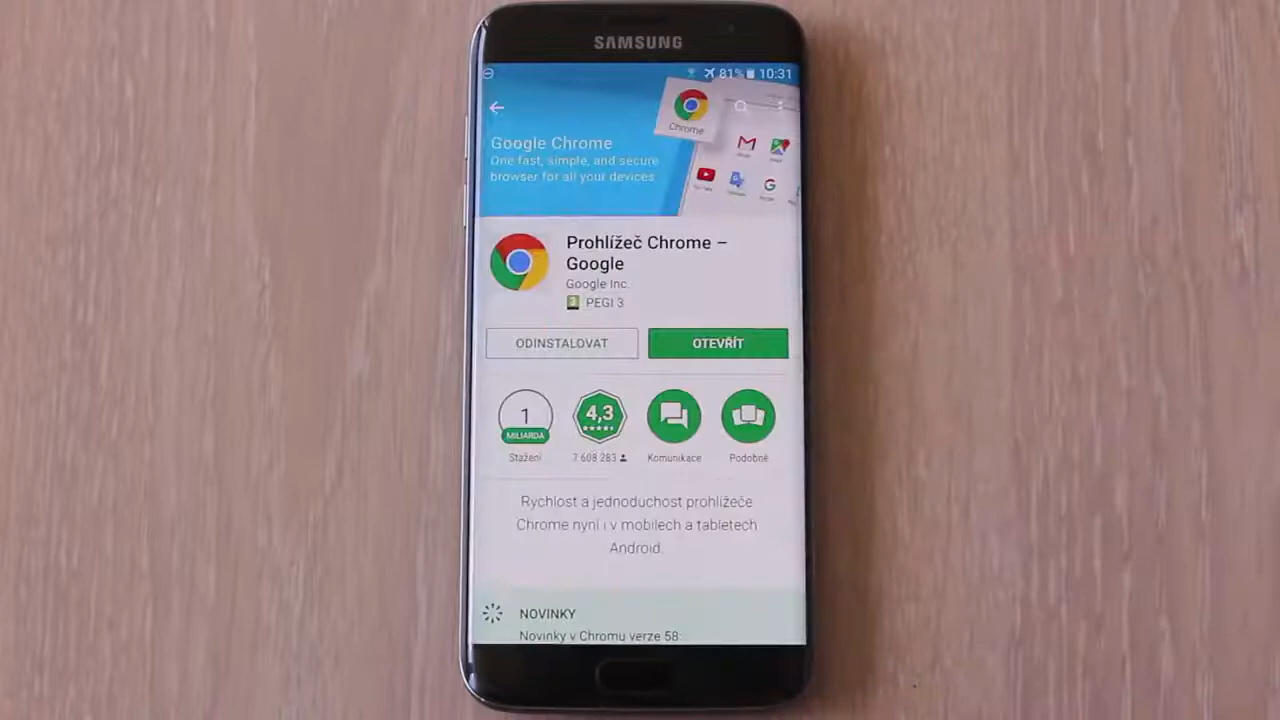 SAMSUNG
81% 10:31
Chrome
Google Chrome
One fast, simple, and secure
browser for all your devices
Prohlížeč Chrome –
Google
Google Inc.
3 PEGI 3
ODINSTALOVAT
OTEVŘÍT
1
MILIARDA
4,3
Stažení
7 608 283
Komunikace
Podobné
Rychlost a jednoduchost prohlížeče
Chrome nyní i v mobilech a tabletech
Android.
NOVINKY
Novinky v Chromu verze 58: